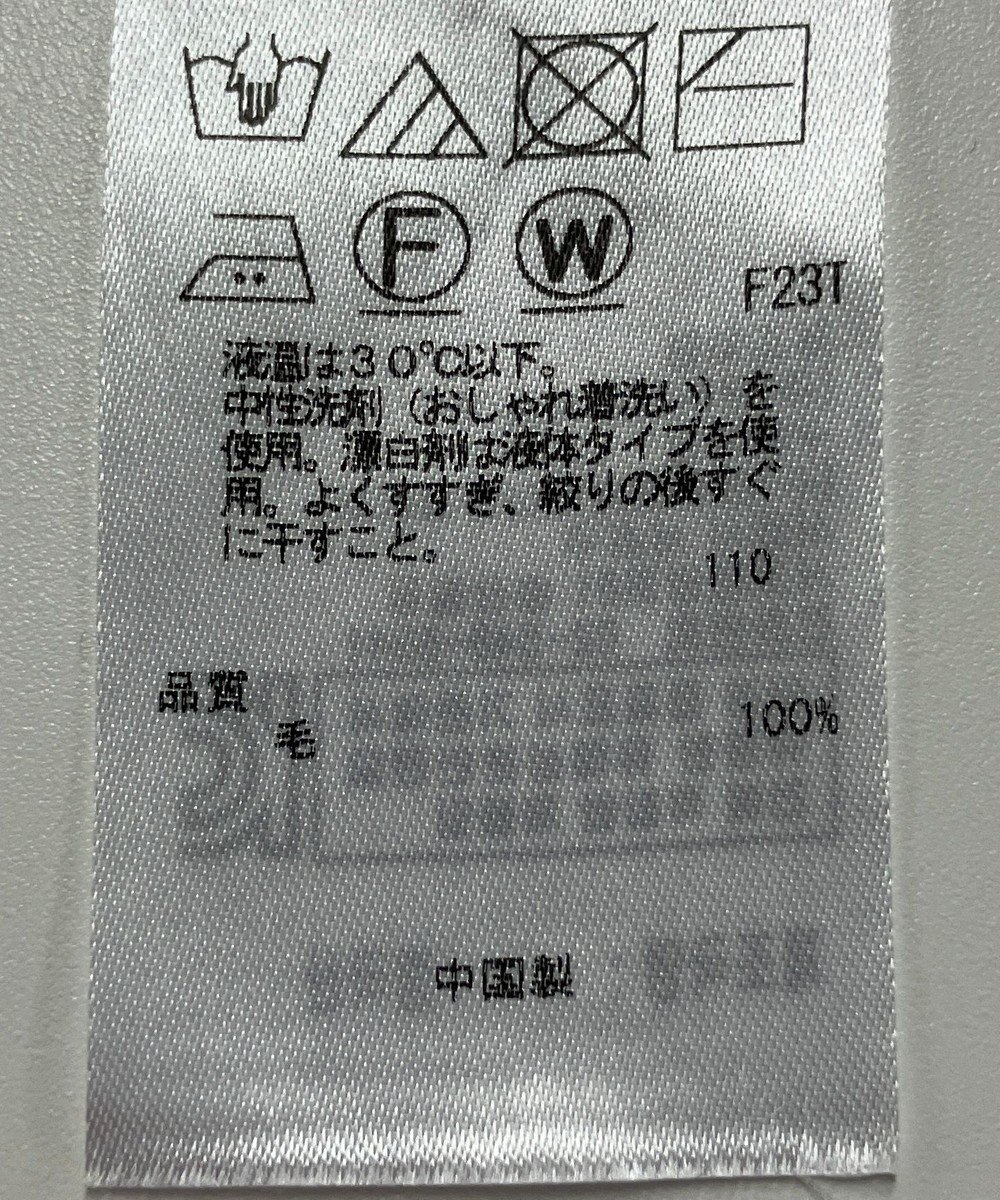 F W
F23T
液温は30℃以下。
中性洗剤(おしゃれ着洗い)を
使用。漂白剤は液体タイプを使
用。よくすすぎ、絞りの後すぐ
に干すこと。
110
品質
毛 100%
中国製